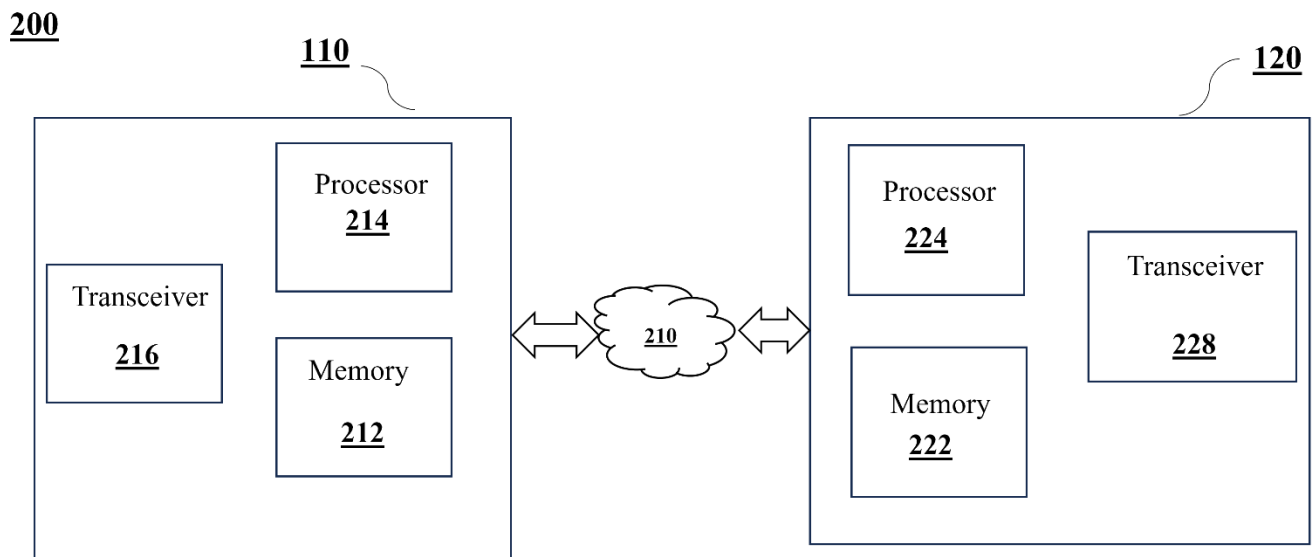 200
110
120
Processor
214
Transceiver
216
Memory
212
210
Processor
224
Transceiver
228
Memory
222